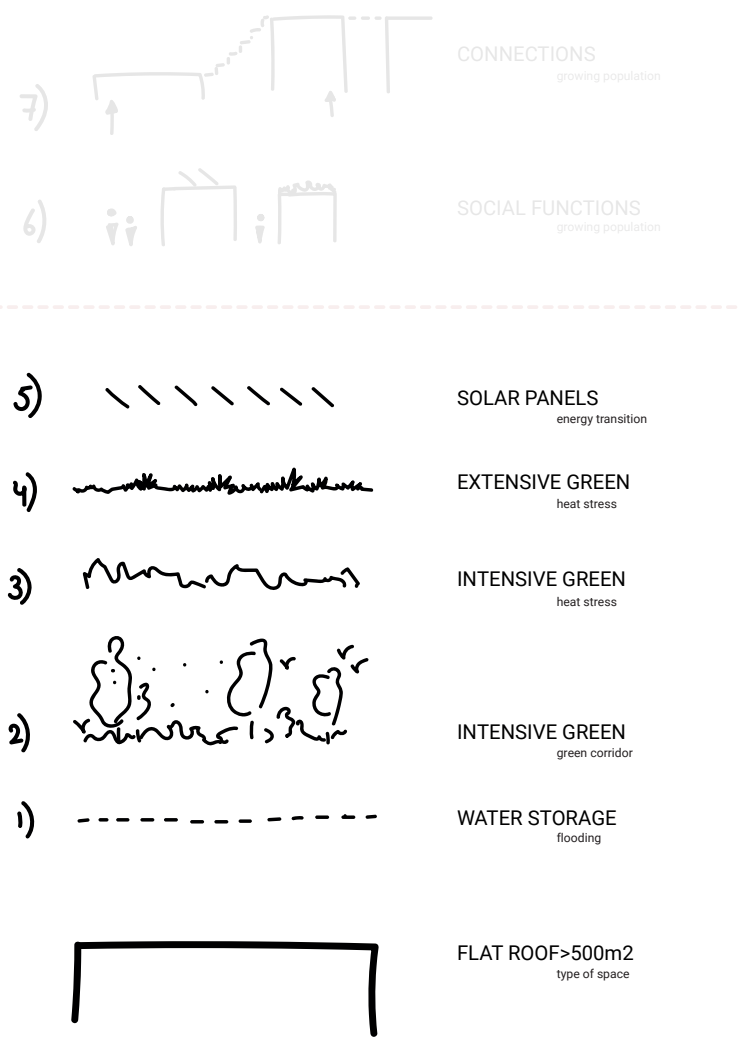 CONNECTIONS
growing population
7)
6)
SOCIAL FUNCTIONS
growing population
5)
SOLAR PANELS
energy transition
4)
EXTENSIVE GREEN
heat stress
3)
INTENSIVE GREEN
heat stress
2)
INTENSIVE GREEN
green corridor
1)
WATER STORAGE
flooding
FLAT ROOF>500m2
type of space